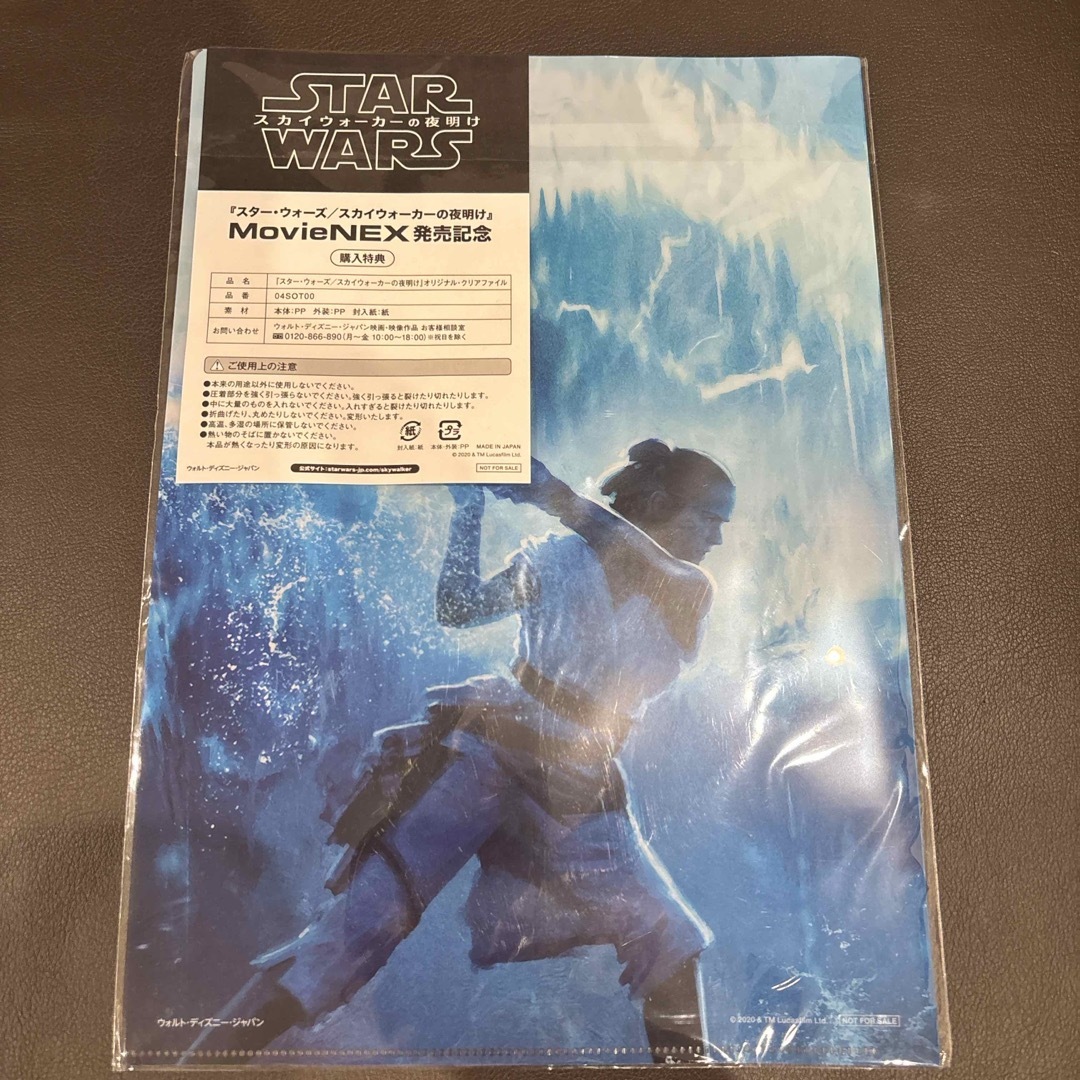 STAR
スカイウォーカーの夜明け
WARS
『スター・ウォーズ／スカイウォーカーの夜明け』
MovieNEX 発売記念
購入特典
品 名 『スター・ウォーズ／スカイウォーカーの夜明け』オリジナル・クリアファイル
品 番 04SOT00
素 材 本体：PP 外装：PP 封入紙：紙
お問い合わせ ウォルト・ディズニー・ジャパン映画・映像作品 お客様相談室
0120-866-890（月〜金 10:00〜18:00）※祝日を除く
ご使用上の注意
●本来の用途以外に使用しないでください。
●圧着部分を強く引っ張らないでください。強く引っ張ると裂けたり切れたりします。
●中に大量のものを入れないでください。入れすぎると裂けたり切れたりします。
●折曲げたり、丸めたりしないでください。変形いたします。
●高温、多湿の場所に保管しないでください。
●熱い物のそばに置かないでください。
本品が熱くなったり変形の原因になります。
紙 プラ
封入紙：紙 本体・外装：PP MADE IN JAPAN
© 2020 & TM Lucasfilm Ltd.
ウォルト・ディズニー・ジャパン 公式サイト：starwars-jp.com/skywalker NOT FOR SALE
ウォルト・ディズニー・ジャパン © 2020 & TM Lucasfilm Ltd. NOT FOR SALE